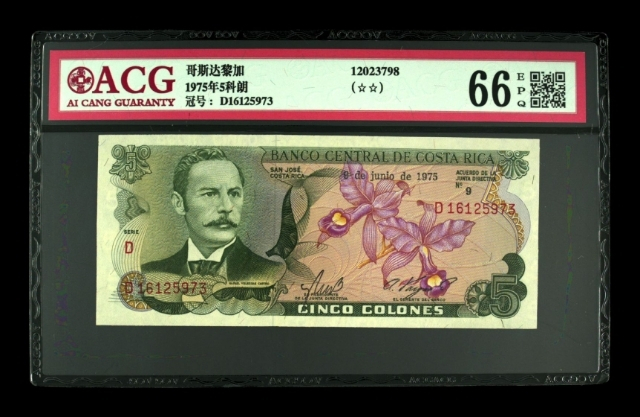 ACG
AI CANG GUARANTY
哥斯达黎加
1975年5科朗
冠号: D16125973
12023798
(☆☆)
66
EPQ
5
BANCO CENTRAL DE COSTA RICA
SAN JOSÉ
COSTA RICA
9 de junio de 1975
ACUERDO DE LA
JUNTA DIRECTIVA
Nº 9
D 16125973
SERIE
D
D 16125973
5
CINCO COLONES